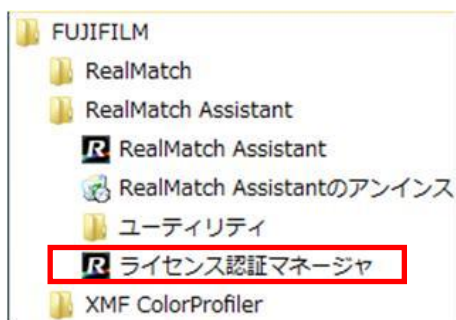 FUJIFILM
RealMatch
RealMatch Assistant
RealMatch Assistant
RealMatch Assistantのアンインス
ユーティリティ
ライセンス認証マネージャ
XMF ColorProfiler